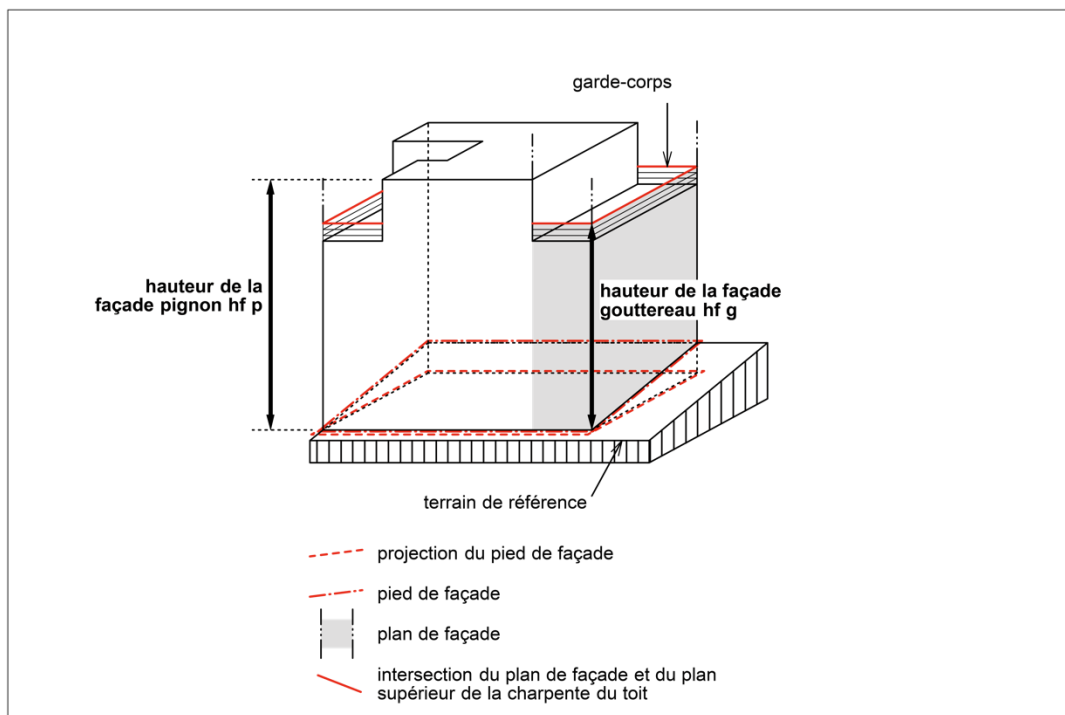 garde-corps
hauteur de la
façade pignon hf p
hauteur de la façade
gouttereau hf g
terrain de référence
projection du pied de façade
pied de façade
plan de façade
intersection du plan de façade et du plan
supérieur de la charpente du toit